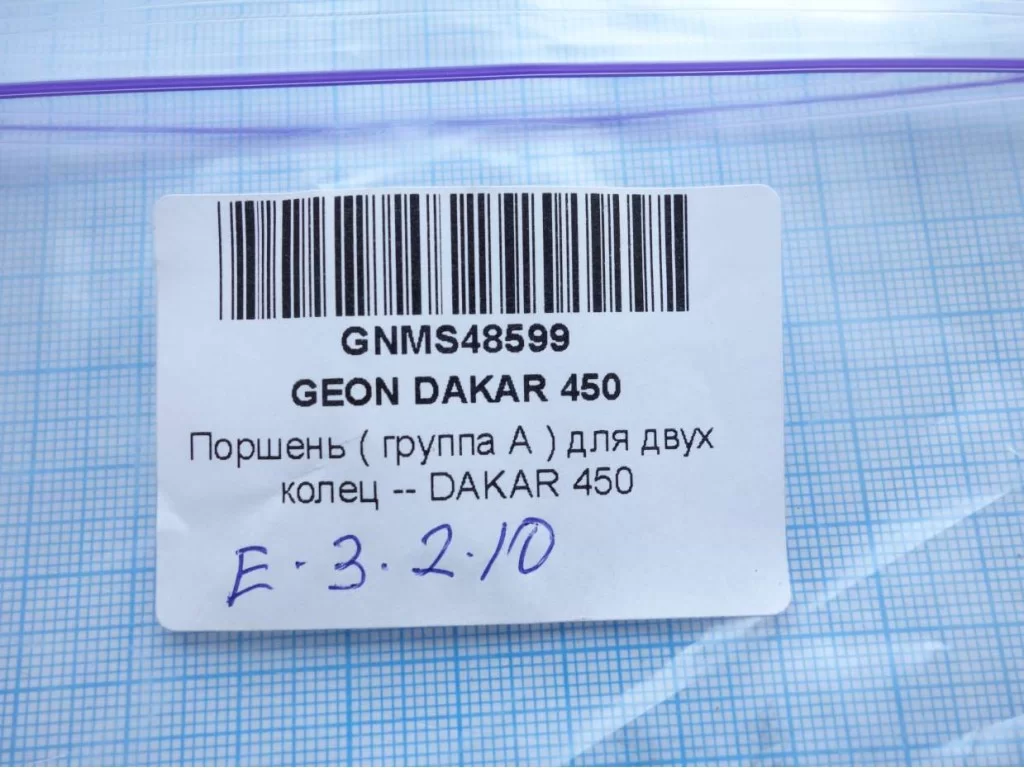 GNMS48599
GEON DAKAR 450
Поршень ( группа А ) для двух
колец -- DAKAR 450
E.3.2.10